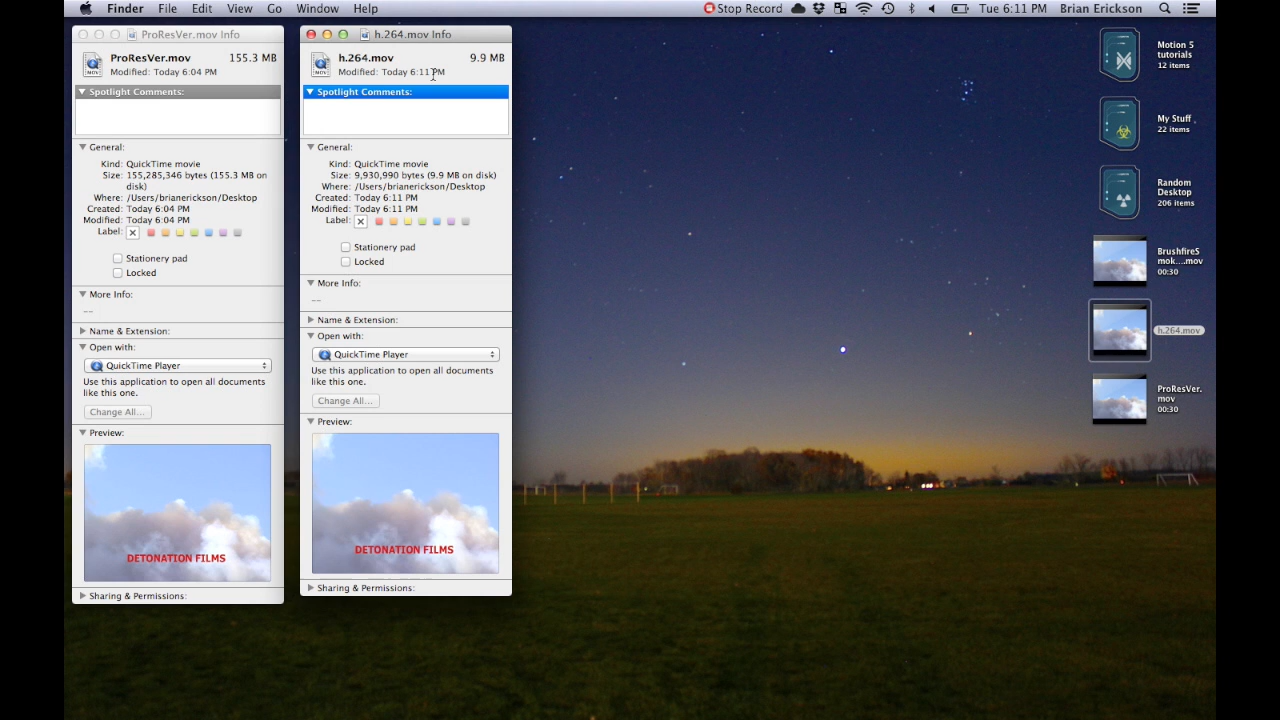 Finder File Edit View Go Window Help
Stop Record Tue 6:11 PM Brian Erickson
ProResVer.mov Info
ProResVer.mov 155.3 MB
Modified: Today 6:04 PM
Spotlight Comments:
General:
Kind: QuickTime movie
Size: 155,285,346 bytes (155.3 MB on
disk)
Where: /Users/brianerickson/Desktop
Created: Today 6:04 PM
Modified: Today 6:04 PM
Label:
Stationery pad
Locked
More Info:
--
Name & Extension:
Open with:
QuickTime Player
Use this application to open all documents
like this one.
Change All...
Preview:
DETONATION FILMS
Sharing & Permissions:
h.264.mov Info
h.264.mov 9.9 MB
Modified: Today 6:11 PM
Spotlight Comments:
General:
Kind: QuickTime movie
Size: 9,930,990 bytes (9.9 MB on disk)
Where: /Users/brianerickson/Desktop
Created: Today 6:11 PM
Modified: Today 6:11 PM
Label:
Stationery pad
Locked
More Info:
--
Name & Extension:
Open with:
QuickTime Player
Use this application to open all documents
like this one.
Change All...
Preview:
DETONATION FILMS
Sharing & Permissions:
Motion 5
tutorials
12 items
My Stuff
22 items
Random
Desktop
206 items
BrushfireS
mok....mov
00:30
h.264.mov
ProResVer.
mov
00:30